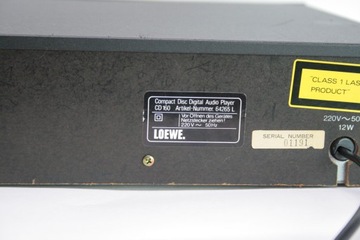 Compact Disc Digital Audio Player
CD 160 Artikel-Nummer 64265 L
Vor Öffnen des Gerätes
Netzstecker ziehen!
220V ~ 50Hz
LOEWE.
"CLASS 1 LAS
PRODUCT"
220V~50
12W
SERIAL NUMBER
01191